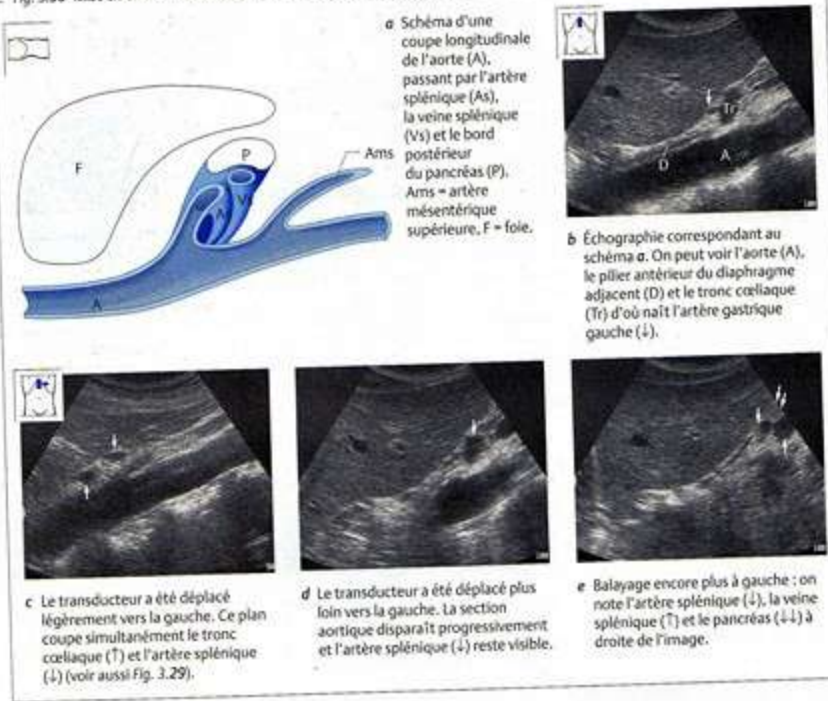 a Schéma d'une
coupe longitudinale
de l'aorte (A),
passant par l'artère
splénique (As),
la veine splénique
(Vs) et le bord
postérieur
du pancréas (P).
Ams = artère
mésentérique
supérieure, F = foie.
F
P
Ams
A
Tr
D
A
b Échographie correspondant au
schéma a. On peut voir l'aorte (A),
le pilier antérieur du diaphragme
adjacent (D) et le tronc cœliaque
(Tr) d'où naît l'artère gastrique
gauche (↓).
c Le transducteur a été déplacé
légèrement vers la gauche. Ce plan
coupe simultanément le tronc
cœliaque (↑) et l'artère splénique
(↓) (voir aussi Fig. 3.29).
d Le transducteur a été déplacé plus
loin vers la gauche. La section
aortique disparaît progressivement
et l'artère splénique (↓) reste visible.
e Balayage encore plus à gauche : on
note l'artère splénique (↓), la veine
splénique (↑) et le pancréas (↓↓) à
droite de l'image.